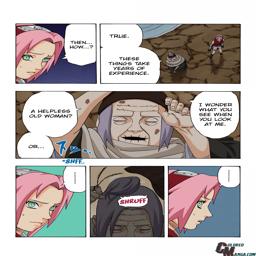 THEN...
HOW...?
TRUE.
THESE
THINGS TAKE
YEARS OF
EXPERIENCE.
A HELPLESS
OLD WOMAN?
OR...
I WONDER
WHAT YOU
SEE WHEN
YOU LOOK
AT ME.
SHRUFF
...
...
COLORED
MANGA.COM